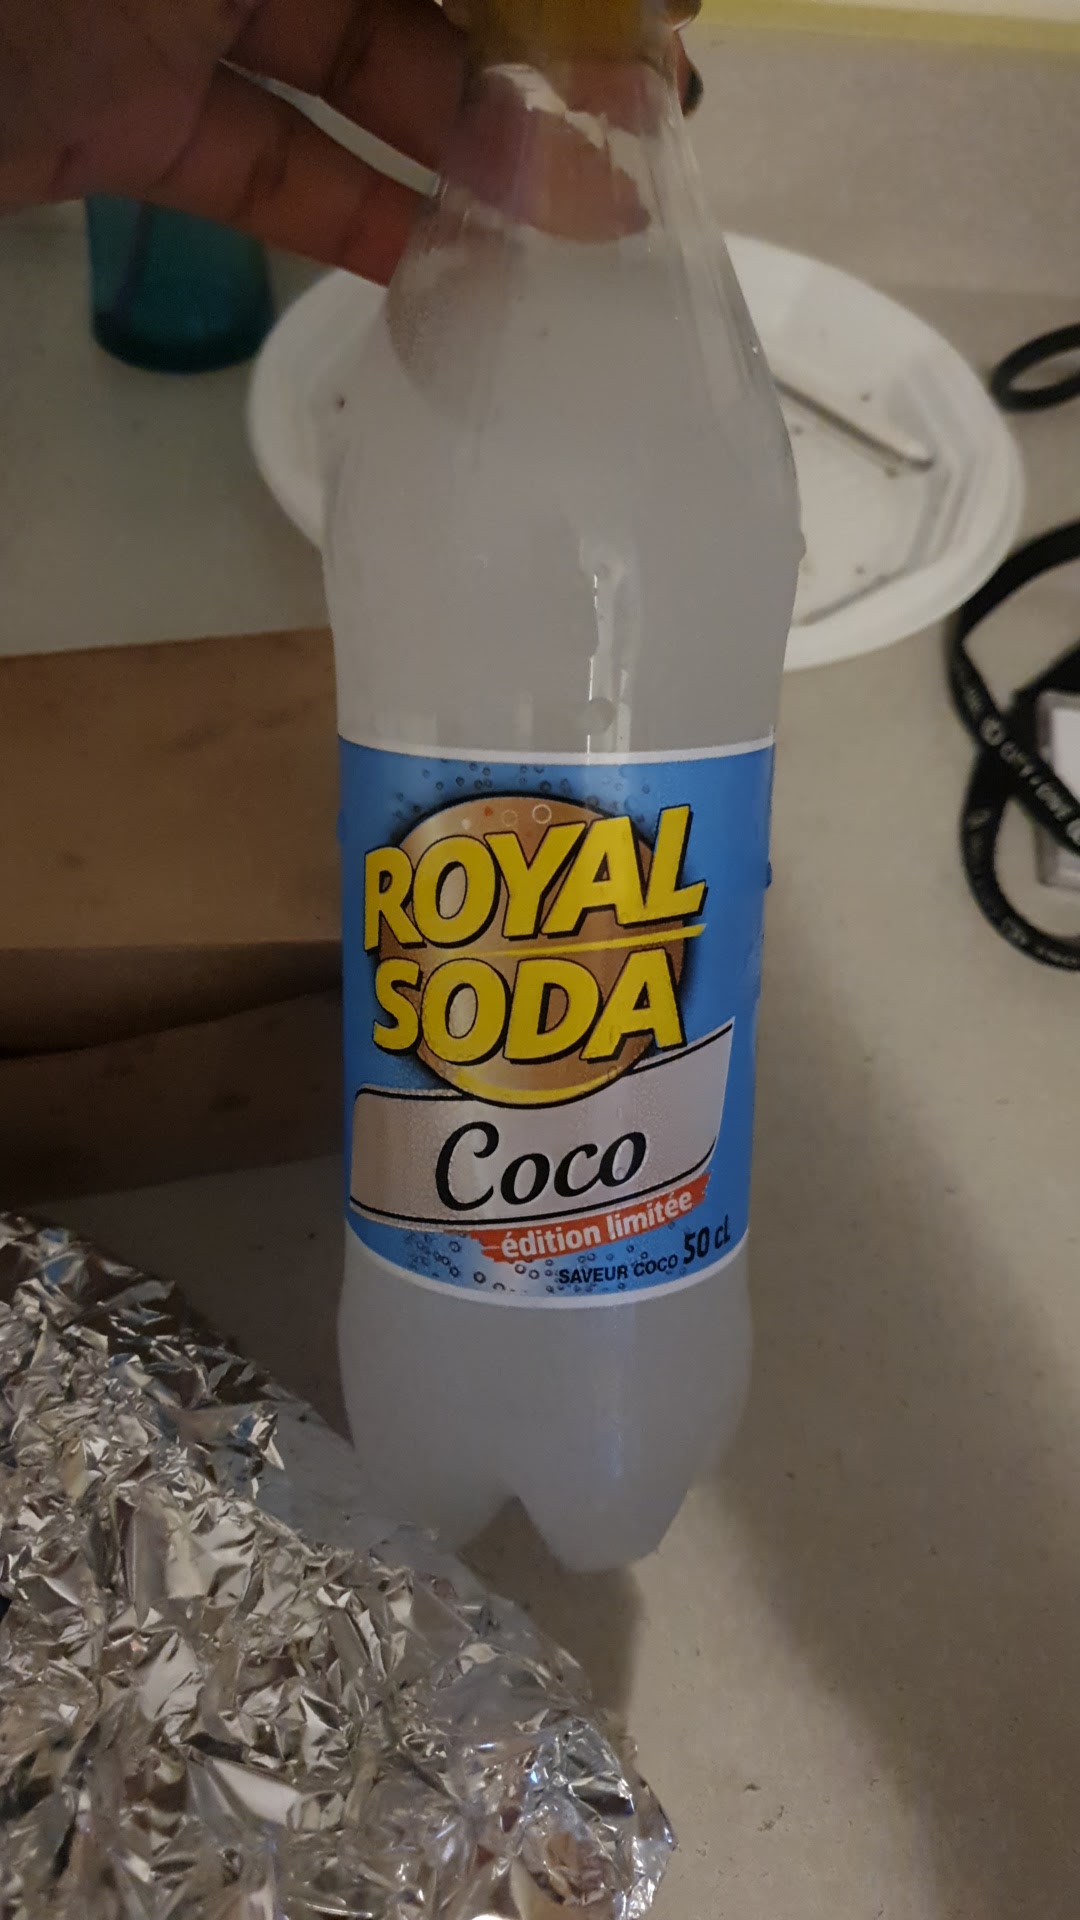 ROYAL
SODA
Coco
édition limitée
SAVEUR COCO 50 cL